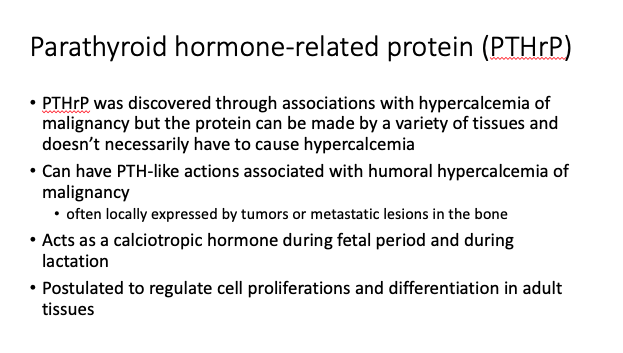 Parathyroid hormone-related protein (PTHrP)
• PTHrP was discovered through associations with hypercalcemia of
malignancy but the protein can be made by a variety of tissues and
doesn’t necessarily have to cause hypercalcemia
• Can have PTH-like actions associated with humoral hypercalcemia of
malignancy
• often locally expressed by tumors or metastatic lesions in the bone
• Acts as a calciotropic hormone during fetal period and during
lactation
• Postulated to regulate cell proliferations and differentiation in adult
tissues